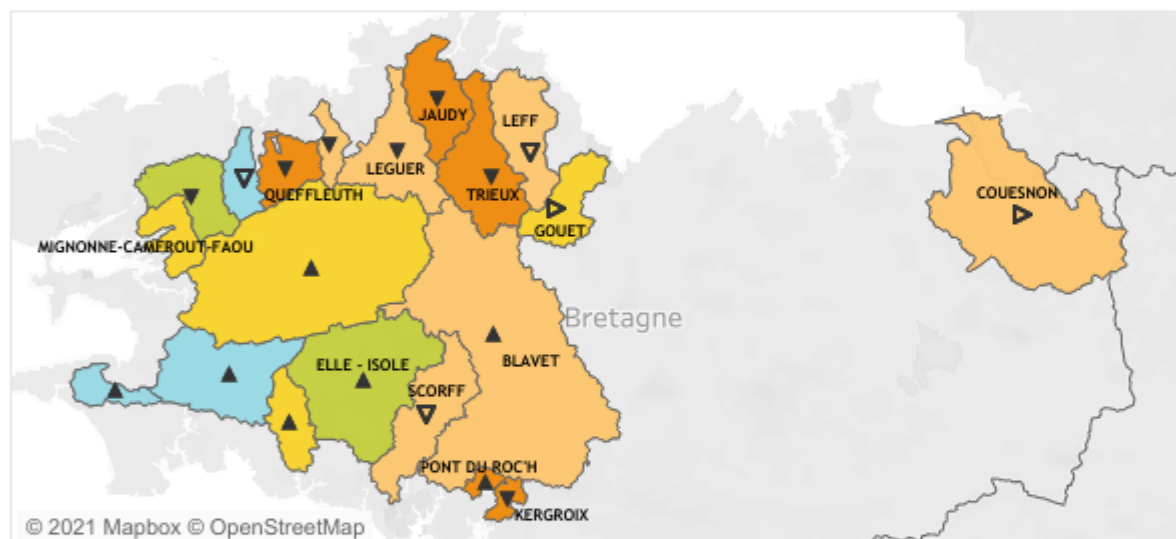 JAUDY
LEFF
LEGUER
QUEFFLEUTH
TRIEUX
COUESNON
GOUET
MIGNONNE-CAMEROUT-FAOU
Bretagne
BLAVET
ELLE - ISOLE
SCORFF
PONT DU ROC'H
KERGROIX
© 2021 Mapbox © OpenStreetMap